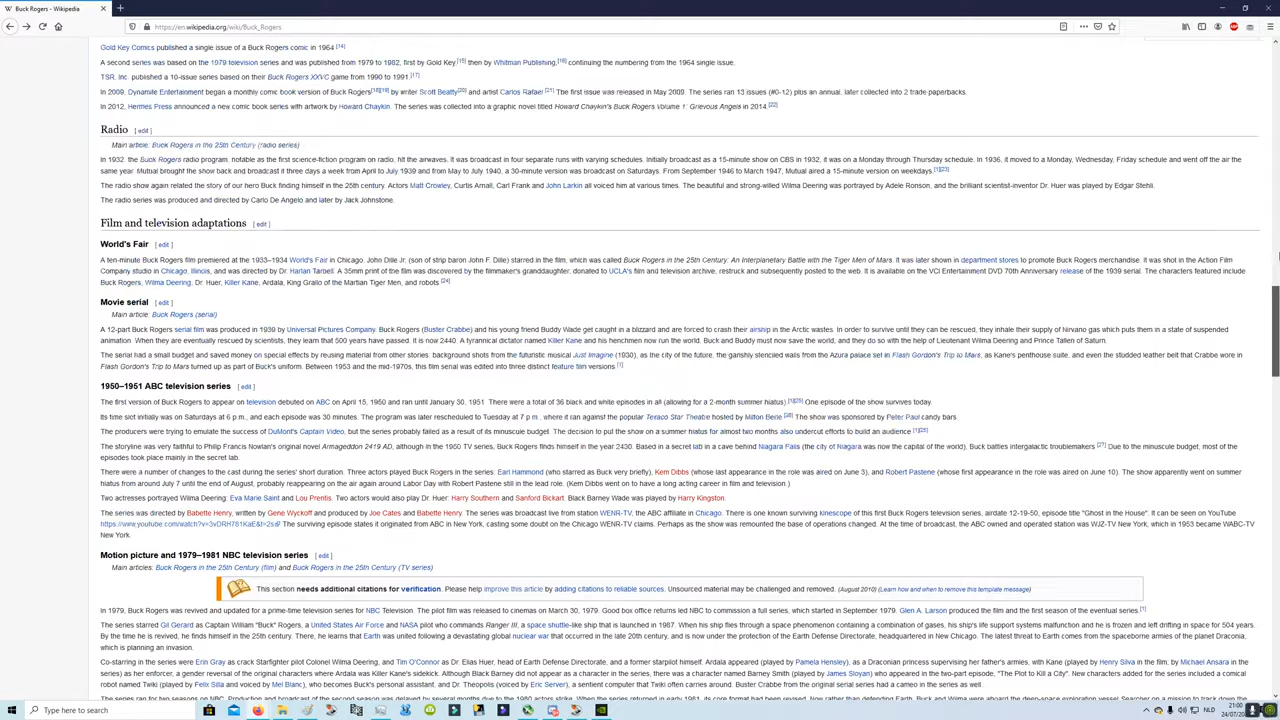 Buck Rogers - Wikipedia
https://en.wikipedia.org/wiki/Buck_Rogers
Gold Key Comics published a single issue of a Buck Rogers comic in 1964 [14]
A second series was based on the 1979 television series and was published from 1979 to 1982, first by Gold Key[15] then by Whitman Publishing,[16] continuing the numbering from the 1964 single issue.
TSR, Inc. published a 10-issue series based on their Buck Rogers XXVC game from 1990 to 1991.[17]
In 2009, Dynamite Entertainment began a monthly comic book version of Buck Rogers[18][19] by writer Scott Beatty[20] and artist Carlos Rafael [21] The first issue was released in May 2009. The series ran 13 issues (#0-12) plus an annual, later collected into 2 trade-paperbacks.
In 2012, Hermes Press announced a new comic book series with artwork by Howard Chaykin. The series was collected into a graphic novel titled Howard Chaykin's Buck Rogers Volume 1: Grievous Angels in 2014.[22]
Radio [ edit ]
Main article: Buck Rogers in the 25th Century (radio series)
In 1932, the Buck Rogers radio program, notable as the first science-fiction program on radio, hit the airwaves. It was broadcast in four separate runs with varying schedules. Initially broadcast as a 15-minute show on CBS in 1932, it was on a Monday through Thursday schedule. In 1936, it moved to a Monday, Wednesday, Friday schedule and went off the air the
same year. Mutual brought the show back and broadcast it three days a week from April to July 1939 and from May to July 1940, a 30-minute version was broadcast on Saturdays. From September 1946 to March 1947, Mutual aired a 15-minute version on weekdays.[1][23]
The radio show again related the story of our hero Buck finding himself in the 25th century. Actors Matt Crowley, Curtis Arnall, Carl Frank and John Larkin all voiced him at various times. The beautiful and strong-willed Wilma Deering was portrayed by Adele Ronson, and the brilliant scientist-inventor Dr. Huer was played by Edgar Stehli.
The radio series was produced and directed by Carlo De Angelo and later by Jack Johnstone.
Film and television adaptations [ edit ]
World's Fair [ edit ]
A ten-minute Buck Rogers film premiered at the 1933–1934 World's Fair in Chicago. John Dille Jr. (son of strip baron John F. Dille) starred in the film, which was called Buck Rogers in the 25th Century: An Interplanetary Battle with the Tiger Men of Mars. It was later shown in department stores to promote Buck Rogers merchandise. It was shot in the Action Film
Company studio in Chicago, Illinois, and was directed by Dr. Harlan Tarbell. A 35mm print of the film was discovered by the filmmaker's granddaughter, donated to UCLA's film and television archive, restruck and subsequently posted to the web. It is available on the VCI Entertainment DVD 70th Anniversary release of the 1939 serial. The characters featured include
Buck Rogers, Wilma Deering, Dr. Huer, Killer Kane, Ardala, King Grallo of the Martian Tiger Men, and robots [24]
Movie serial [ edit ]
Main article: Buck Rogers (serial)
A 12-part Buck Rogers serial film was produced in 1939 by Universal Pictures Company. Buck Rogers (Buster Crabbe) and his young friend Buddy Wade get caught in a blizzard and are forced to crash their airship in the Arctic wastes. In order to survive until they can be rescued, they inhale their supply of Nirvano gas which puts them in a state of suspended
animation. When they are eventually rescued by scientists, they learn that 500 years have passed. It is now 2440. A tyrannical dictator named Killer Kane and his henchmen now run the world. Buck and Buddy must now save the world, and they do so with the help of Lieutenant Wilma Deering and Prince Tallen of Saturn.
The serial had a small budget and saved money on special effects by reusing material from other stories: background shots from the futuristic musical Just Imagine (1930), as the city of the future, the garishly stenciled walls from the Azura palace set in Flash Gordon's Trip to Mars, as Kane's penthouse suite, and even the studded leather belt that Crabbe wore in
Flash Gordon's Trip to Mars turned up as part of Buck's uniform. Between 1953 and the mid-1970s, this film serial was edited into three distinct feature film versions [1]
1950–1951 ABC television series [ edit ]
The first version of Buck Rogers to appear on television debuted on ABC on April 15, 1950 and ran until January 30, 1951. There were a total of 36 black and white episodes in all (allowing for a 2-month summer hiatus).[1][25] One episode of the show survives today.
Its time slot initially was on Saturdays at 6 p.m., and each episode was 30 minutes. The program was later rescheduled to Tuesday at 7 p.m., where it ran against the popular Texaco Star Theatre hosted by Milton Berle [26] The show was sponsored by Peter Paul candy bars
The producers were trying to emulate the success of DuMont's Captain Video, but the series probably failed as a result of its minuscule budget. The decision to put the show on a summer hiatus for almost two months also undercut efforts to build an audience [1][25]
The storyline was very faithful to Philip Francis Nowlan's original novel Armageddon 2419 AD, although in the 1950 TV series, Buck Rogers finds himself in the year 2430. Based in a secret lab in a cave behind Niagara Falls (the city of Niagara was now the capital of the world), Buck battles intergalactic troublemakers [27] Due to the minuscule budget, most of the
episodes took place mainly in the secret lab.
There were a number of changes to the cast during the series' short duration. Three actors played Buck Rogers in the series: Earl Hammond (who starred as Buck very briefly), Kem Dibbs (whose last appearance in the role was aired on June 3), and Robert Pastene (whose first appearance in the role was aired on June 10). The show apparently went on summer
hiatus from around July 7 until the end of August, probably reappearing on the air again around Labor Day with Robert Pastene still in the lead role. (Kem Dibbs went on to have a long acting career in film and television.)
Two actresses portrayed Wilma Deering: Eva Marie Saint and Lou Prentis. Two actors would also play Dr. Huer: Harry Southern and Sanford Bickart. Black Barney Wade was played by Harry Kingston.
The series was directed by Babette Henry, written by Gene Wyckoff and produced by Joe Cates and Babette Henry. The series was broadcast live from station WENR-TV, the ABC affiliate in Chicago. There is one known surviving kinescope of this first Buck Rogers television series, airdate 12-19-50, episode title "Ghost in the House". It can be seen on YouTube
https://www.youtube.com/watch?v=3vDRH781KaE&t=2s The surviving episode states it originated from ABC in New York, casting some doubt on the Chicago WENR-TV claims. Perhaps as the show was remounted the base of operations changed. At the time of broadcast, the ABC owned and operated station was WJZ-TV New York, which in 1953 became WABC-TV
New York.
Motion picture and 1979–1981 NBC television series [ edit ]
Main articles: Buck Rogers in the 25th Century (film) and Buck Rogers in the 25th Century (TV series)
This section needs additional citations for verification. Please help improve this article by adding citations to reliable sources. Unsourced material may be challenged and removed. (August 2010) (Learn how and when to remove this template message)
In 1979, Buck Rogers was revived and updated for a prime-time television series for NBC Television. The pilot film was released to cinemas on March 30, 1979. Good box office returns led NBC to commission a full series, which started in September 1979. Glen A. Larson produced the film and the first season of the eventual series.[1]
The series starred Gil Gerard as Captain William "Buck" Rogers, a United States Air Force and NASA pilot who commands Ranger III, a space shuttle-like ship that is launched in 1987. When his ship flies through a space phenomenon containing a combination of gases, his ship's life support systems malfunction and he is frozen and left drifting in space for 504 years.
By the time he is revived, he finds himself in the 25th century. There, he learns that Earth was united following a devastating global nuclear war that occurred in the late 20th century, and is now under the protection of the Earth Defense Directorate, headquartered in New Chicago. The latest threat to Earth comes from the spaceborne armies of the planet Draconia,
which is planning an invasion.
Co-starring in the series were Erin Gray as crack Starfighter pilot Colonel Wilma Deering, and Tim O'Connor as Dr. Elias Huer, head of Earth Defense Directorate, and a former starpilot himself. Ardala appeared (played by Pamela Hensley), as a Draconian princess supervising her father's armies, with Kane (played by Henry Silva in the film, by Michael Ansara in the
series) as her enforcer, a gender reversal of the original characters where Ardala was Killer Kane's sidekick. Although Black Barney did not appear as a character in the series, there was a character named Barney Smith (played by James Sloyan) who appeared in the two-part episode, "The Plot to Kill a City". New characters added for the series included a comical
robot named Twiki (played by Felix Silla and voiced by Mel Blanc), who becomes Buck's personal assistant, and Dr. Theopolis (voiced by Eric Server), a sentient computer that Twiki often carries around. Buster Crabbe from the original serial series had a cameo in the series as well.
The series ran for two seasons on NBC. Production and broadcast of the second season was delayed by several months due to the 1980 actors strike. When the series returned in early 1981, its core format had been revised. Now rather than defending Earth, Buck and Wilma were aboard the deep-space exploration vessel Searcher on a mission to track down the
Type here to search
NLD
21:00
24/07/20